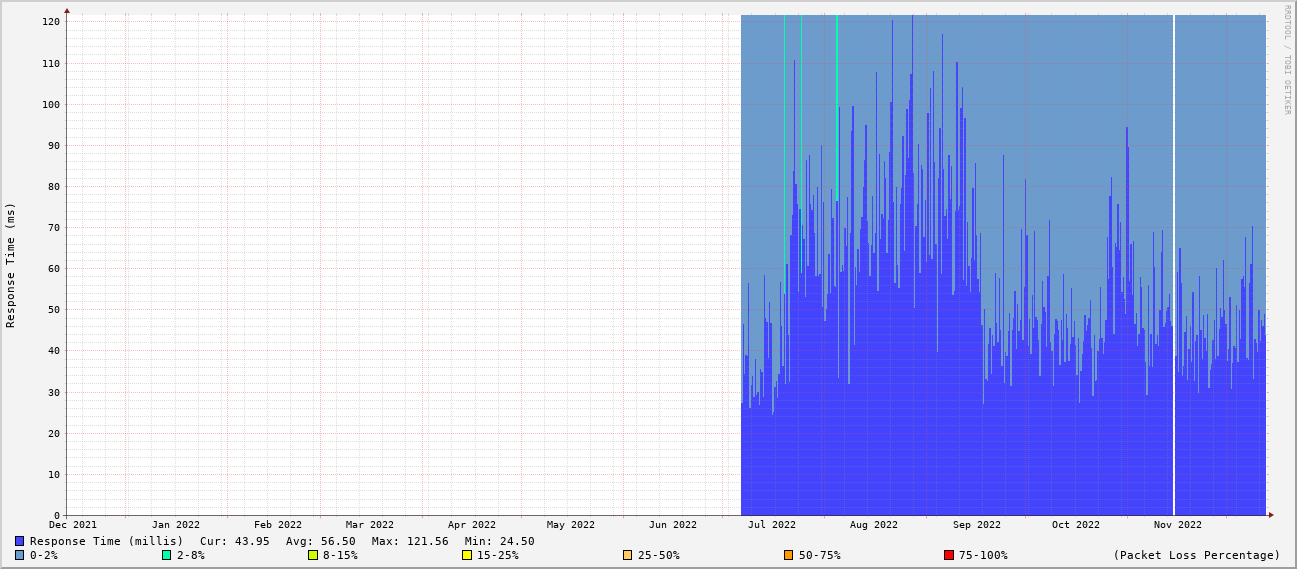 RRDTOOL / TOBI OETIKER
Response Time (ms)
120
110
100
90
80
70
60
50
40
30
20
10
0
Dec 2021 Jan 2022 Feb 2022 Mar 2022 Apr 2022 May 2022 Jun 2022 Jul 2022 Aug 2022 Sep 2022 Oct 2022 Nov 2022
Response Time (millis) Cur: 43.95 Avg: 56.50 Max: 121.56 Min: 24.50
0-2% 2-8% 8-15% 15-25% 25-50% 50-75% 75-100% (Packet Loss Percentage)